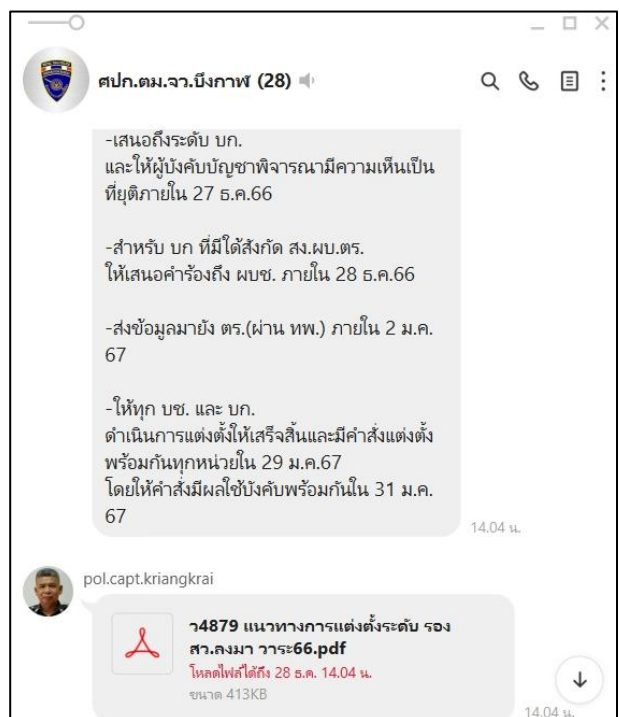 ศปก.ตม.จว.บึงกาฬ (28)
-เสนอถึงระดับ บก.
และให้ผู้บังคับบัญชาพิจารณามีความเห็นเป็น
ที่ยุติภายใน 27 ธ.ค.66
-สำหรับ บก ที่มีได้สังกัด สง.ผบ.ตร.
ให้เสนอคำร้องถึง ผบช. ภายใน 28 ธ.ค.66
-ส่งข้อมูลมายัง ตร.(ผ่าน ทพ.) ภายใน 2 ม.ค.
67
-ให้ทุก บช. และ บก.
ดำเนินการแต่งตั้งให้เสร็จสิ้นและมีคำสั่งแต่งตั้ง
พร้อมกันทุกหน่วยใน 29 ม.ค.67
โดยให้คำสั่งมีผลใช้บังคับพร้อมกันใน 31 ม.ค.
67
14.04 น.
pol.capt.kriangkrai
ว4879 แนวทางการแต่งตั้งระดับ รอง
สว.ลงมา วาระ66.pdf
โหลดไฟล์ได้ถึง 28 ธ.ค. 14.04 น.
ขนาด 413KB
14.04 น.